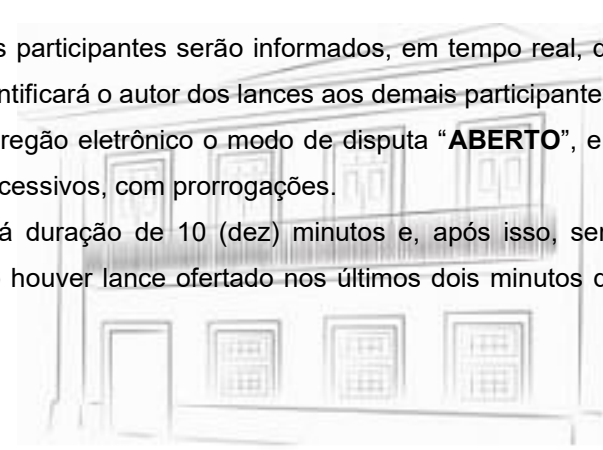 s participantes serão informados, em tempo real, d
ntificará o autor dos lances aos demais participante
regão eletrônico o modo de disputa “ABERTO”, e
cessivos, com prorrogações.
á duração de 10 (dez) minutos e, após isso, ser
houver lance ofertado nos últimos dois minutos d